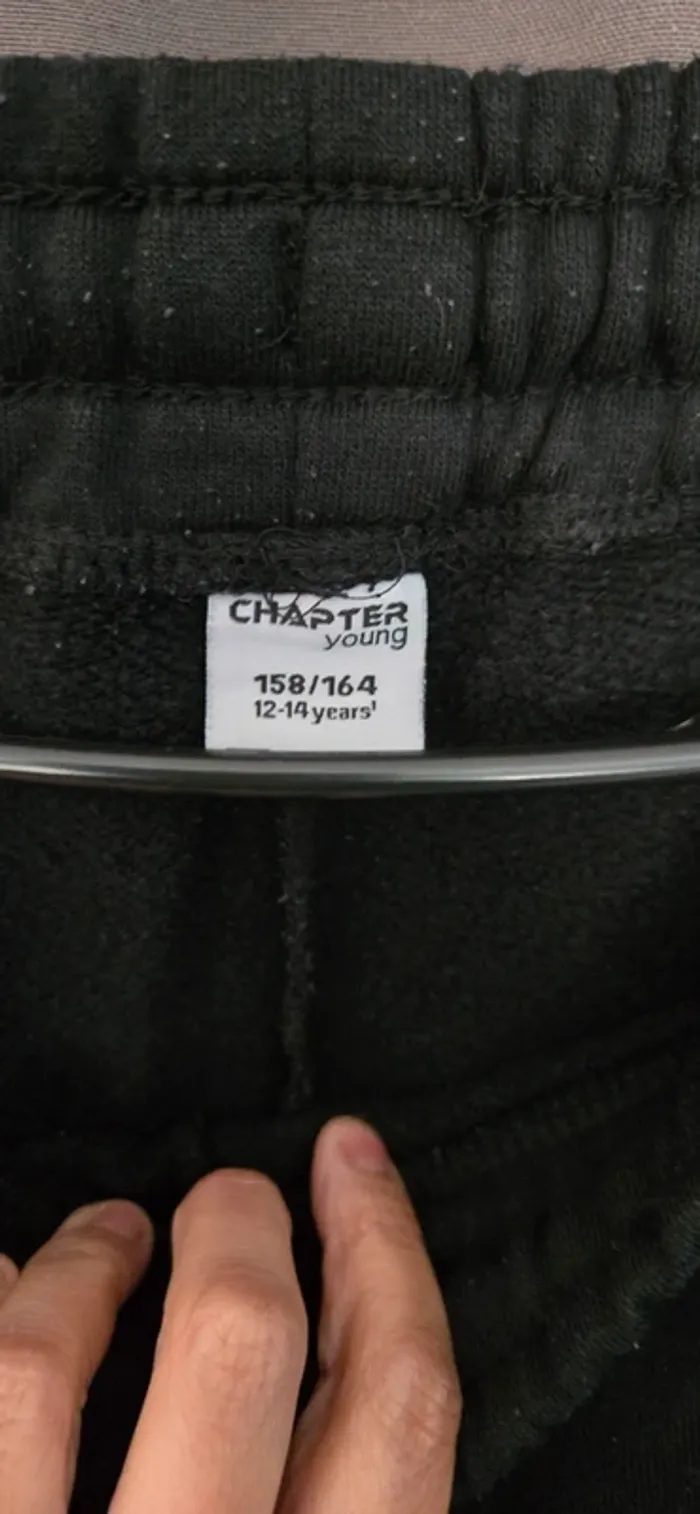 CHAPTER
young
158/164
12-14 years¹